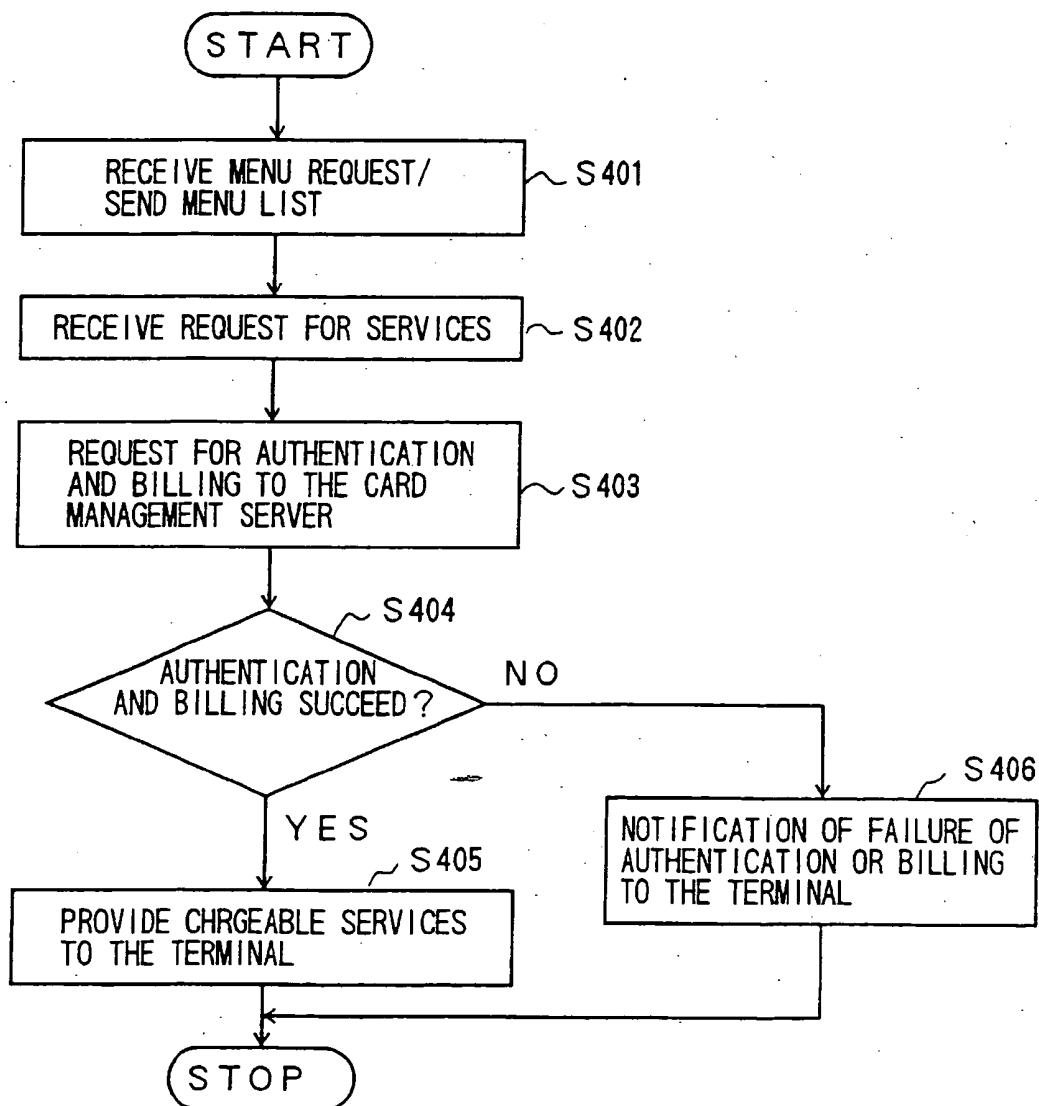 START
RECEIVE MENU REQUEST/
SEND MENU LIST
S401
RECEIVE REQUEST FOR SERVICES
S402
REQUEST FOR AUTHENTICATION
AND BILLING TO THE CARD
MANAGEMENT SERVER
S403
S404
AUTHENTICATION
AND BILLING SUCCEED?
NO
YES
S405
PROVIDE CHRGEABLE SERVICES
TO THE TERMINAL
S406
NOTIFICATION OF FAILURE OF
AUTHENTICATION OR BILLING
TO THE TERMINAL
STOP